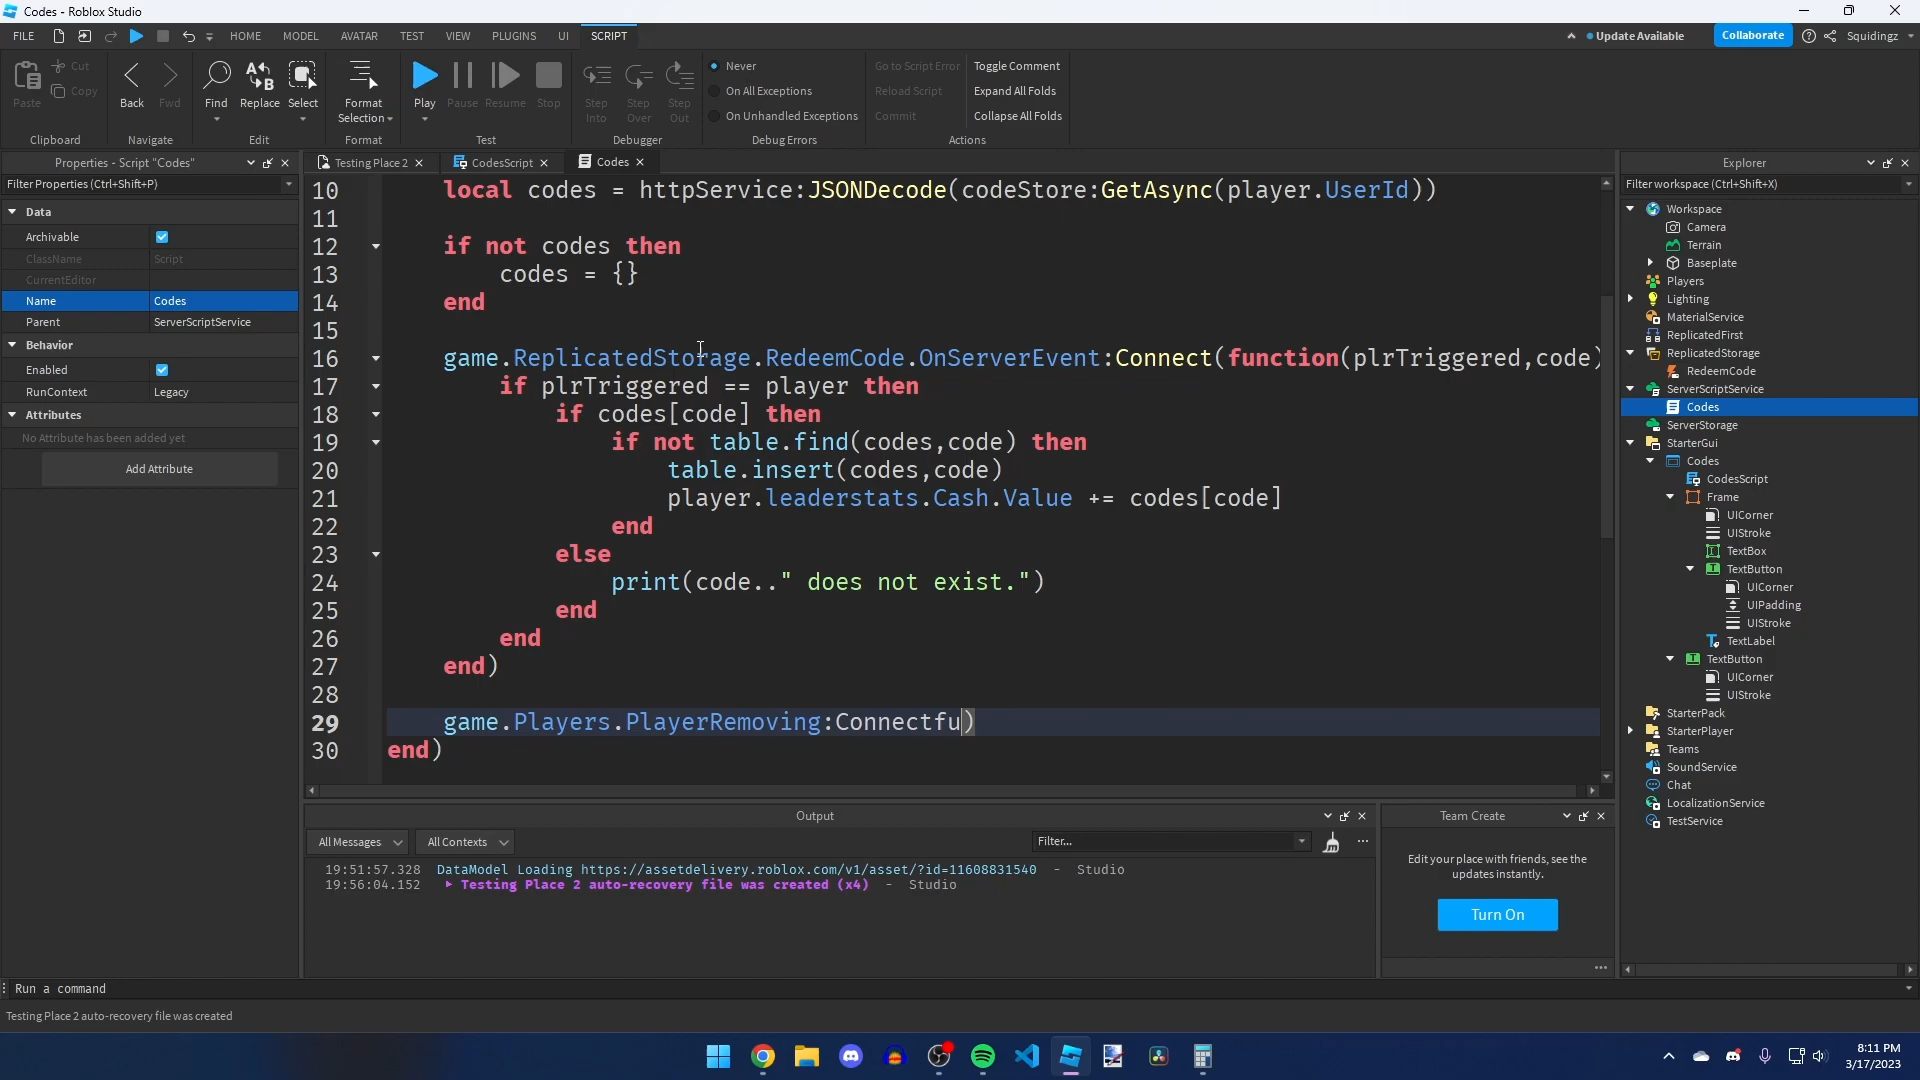 Codes - Roblox Studio
FILE HOME MODEL AVATAR TEST VIEW PLUGINS UI SCRIPT Update Available Collaborate Squidingz
Paste Cut Copy Back Fwd Find Replace Select Format Selection Play Pause Resume Stop Step Into Step Over Step Out
Never
On All Exceptions
On Unhandled Exceptions
Go to Script Error
Reload Script
Commit
Toggle Comment
Expand All Folds
Collapse All Folds
Clipboard Navigate Edit Format Test Debugger Debug Errors Actions
Properties - Script "Codes"
Filter Properties (Ctrl+Shift+P)
Data
Archivable
ClassName Script
CurrentEditor
Name Codes
Parent ServerScriptService
Behavior
Enabled
RunContext Legacy
Attributes
No Attribute has been added yet
Add Attribute
Testing Place 2 CodesScript Codes
10 local codes = httpService:JSONDecode(codeStore:GetAsync(player.UserId))
11
12 if not codes then
13 codes = {}
14 end
15
16 game.ReplicatedStorage.RedeemCode.OnServerEvent:Connect(function(plrTriggered,code)
17 if plrTriggered == player then
18 if codes[code] then
19 if not table.find(codes,code) then
20 table.insert(codes,code)
21 player.leaderstats.Cash.Value += codes[code]
22 end
23 else
24 print(code.." does not exist.")
25 end
26 end
27 end)
28
29 game.Players.PlayerRemoving:Connectfu)
30 end)
Output
All Messages All Contexts Filter...
19:51:57.328 DataModel Loading https://assetdelivery.roblox.com/v1/asset/?id=11608831540 - Studio
19:56:04.152 Testing Place 2 auto-recovery file was created (x4) - Studio
Team Create
Edit your place with friends, see the
updates instantly.
Turn On
Explorer
Filter workspace (Ctrl+Shift+X)
Workspace
Camera
Terrain
Baseplate
Players
Lighting
MaterialService
ReplicatedFirst
ReplicatedStorage
RedeemCode
ServerScriptService
Codes
ServerStorage
StarterGui
Codes
CodesScript
Frame
UICorner
UIStroke
TextBox
TextButton
UICorner
UIPadding
UIStroke
TextLabel
TextButton
UICorner
UIStroke
StarterPack
StarterPlayer
Teams
SoundService
Chat
LocalizationService
TestService
Run a command
Testing Place 2 auto-recovery file was created
8:11 PM
3/17/2023